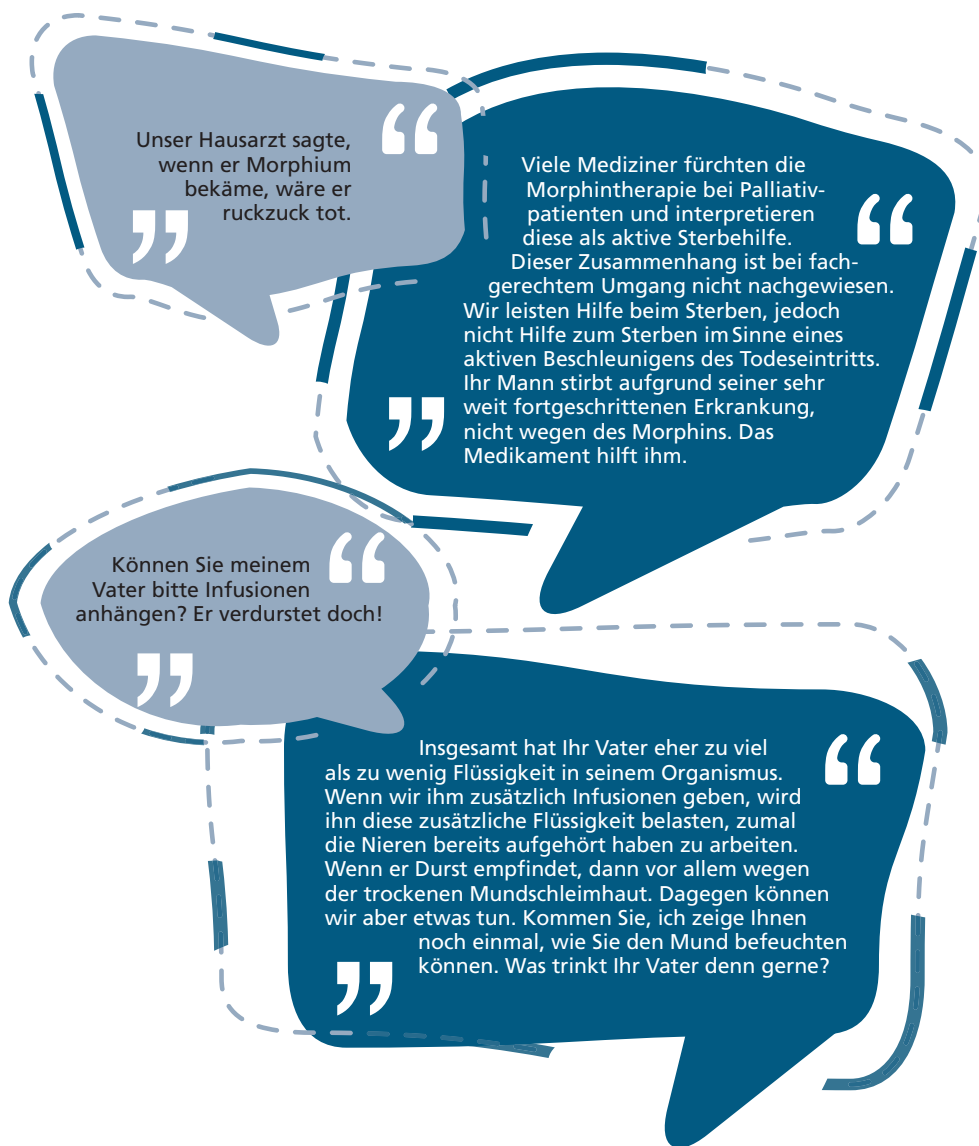 Unser Hausarzt sagte,
wenn er Morphium
bekäme, wäre er
ruckzuck tot.
Viele Mediziner fürchten die
Morphintherapie bei Palliativ-
patienten und interpretieren
diese als aktive Sterbehilfe.
Dieser Zusammenhang ist bei fach-
gerechtem Umgang nicht nachgewiesen.
Wir leisten Hilfe beim Sterben, jedoch
nicht Hilfe zum Sterben im Sinne eines
aktiven Beschleunigens des Todeseintritts.
Ihr Mann stirbt aufgrund seiner sehr
weit fortgeschrittenen Erkrankung,
nicht wegen des Morphins. Das
Medikament hilft ihm.
Können Sie meinem
Vater bitte Infusionen
anhängen? Er verdurstet doch!
Insgesamt hat Ihr Vater eher zu viel
als zu wenig Flüssigkeit in seinem Organismus.
Wenn wir ihm zusätzlich Infusionen geben, wird
ihn diese zusätzliche Flüssigkeit belasten, zumal
die Nieren bereits aufgehört haben zu arbeiten.
Wenn er Durst empfindet, dann vor allem wegen
der trockenen Mundschleimhaut. Dagegen können
wir aber etwas tun. Kommen Sie, ich zeige Ihnen
noch einmal, wie Sie den Mund befeuchten
können. Was trinkt Ihr Vater denn gerne?